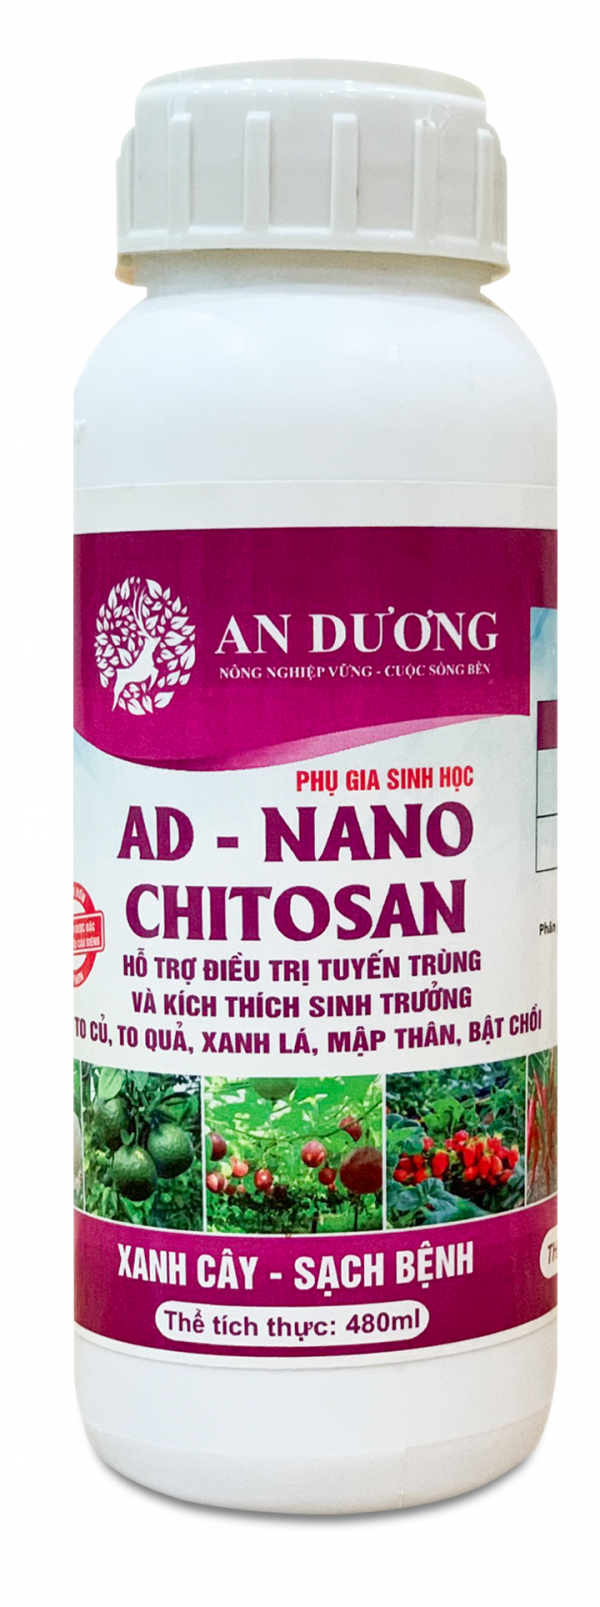 AN DƯƠNG
NÔNG NGHIỆP VỮNG - CUỘC SỐNG BỀN
PHỤ GIA SINH HỌC
AD - NANO
CHITOSAN
HỖ TRỢ ĐIỀU TRỊ TUYẾN TRÙNG
VÀ KÍCH THÍCH SINH TRƯỞNG
TO CỦ, TO QUẢ, XANH LÁ, MẬP THÂN, BẬT CHỒI
Phân
XANH CÂY - SẠCH BỆNH
Thể tích thực: 480ml